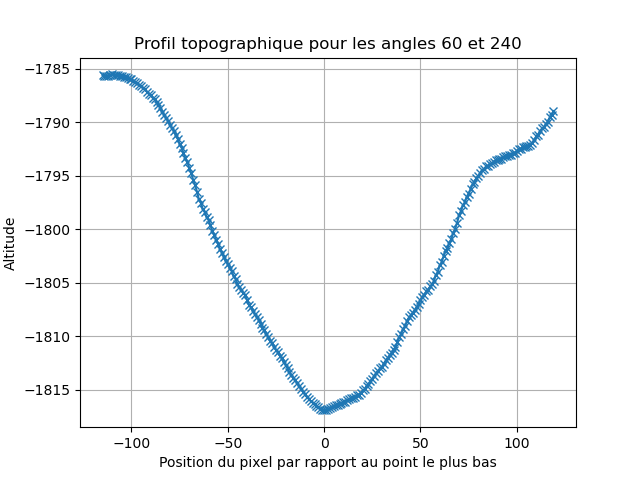 Profil topographique pour les angles 60 et 240
−1785
−1790
−1795
−1800
−1805
−1810
−1815
Altitude
−100 −50 0 50 100
Position du pixel par rapport au point le plus bas